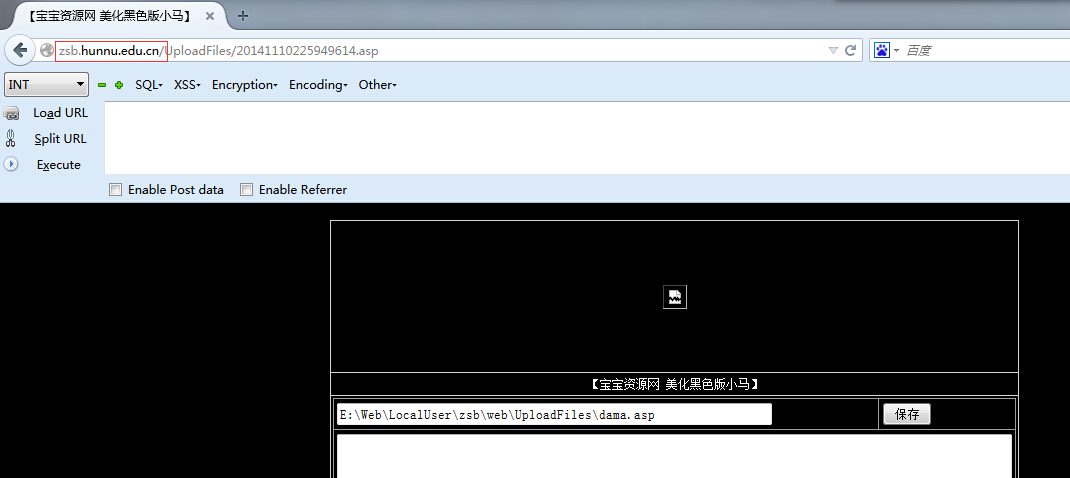 【宝宝资源网 美化黑色版小马】
zsb.hunnu.edu.cn/UploadFiles/20141110225949614.asp
百度
INT
SQL
XSS
Encryption
Encoding
Other
Load URL
Split URL
Execute
Enable Post data
Enable Referrer
【宝宝资源网 美化黑色版小马】
E:\Web\LocalUser\zsb\web\UploadFiles\dama.asp
保存